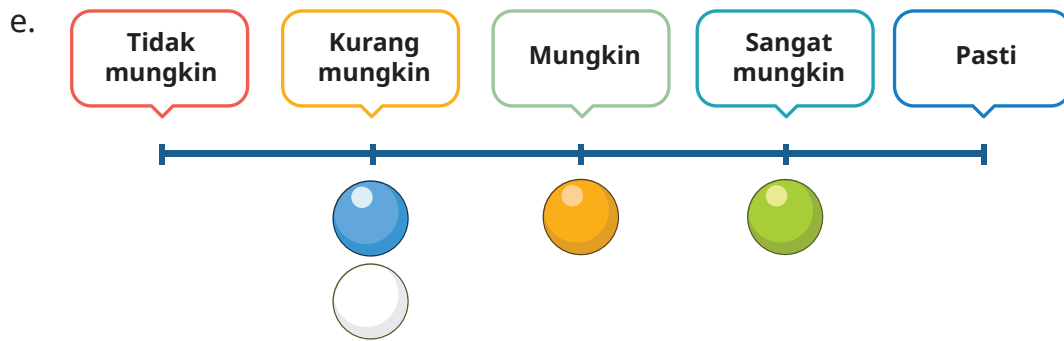 e.
Tidak
mungkin
Kurang
mungkin
Mungkin
Sangat
mungkin
Pasti